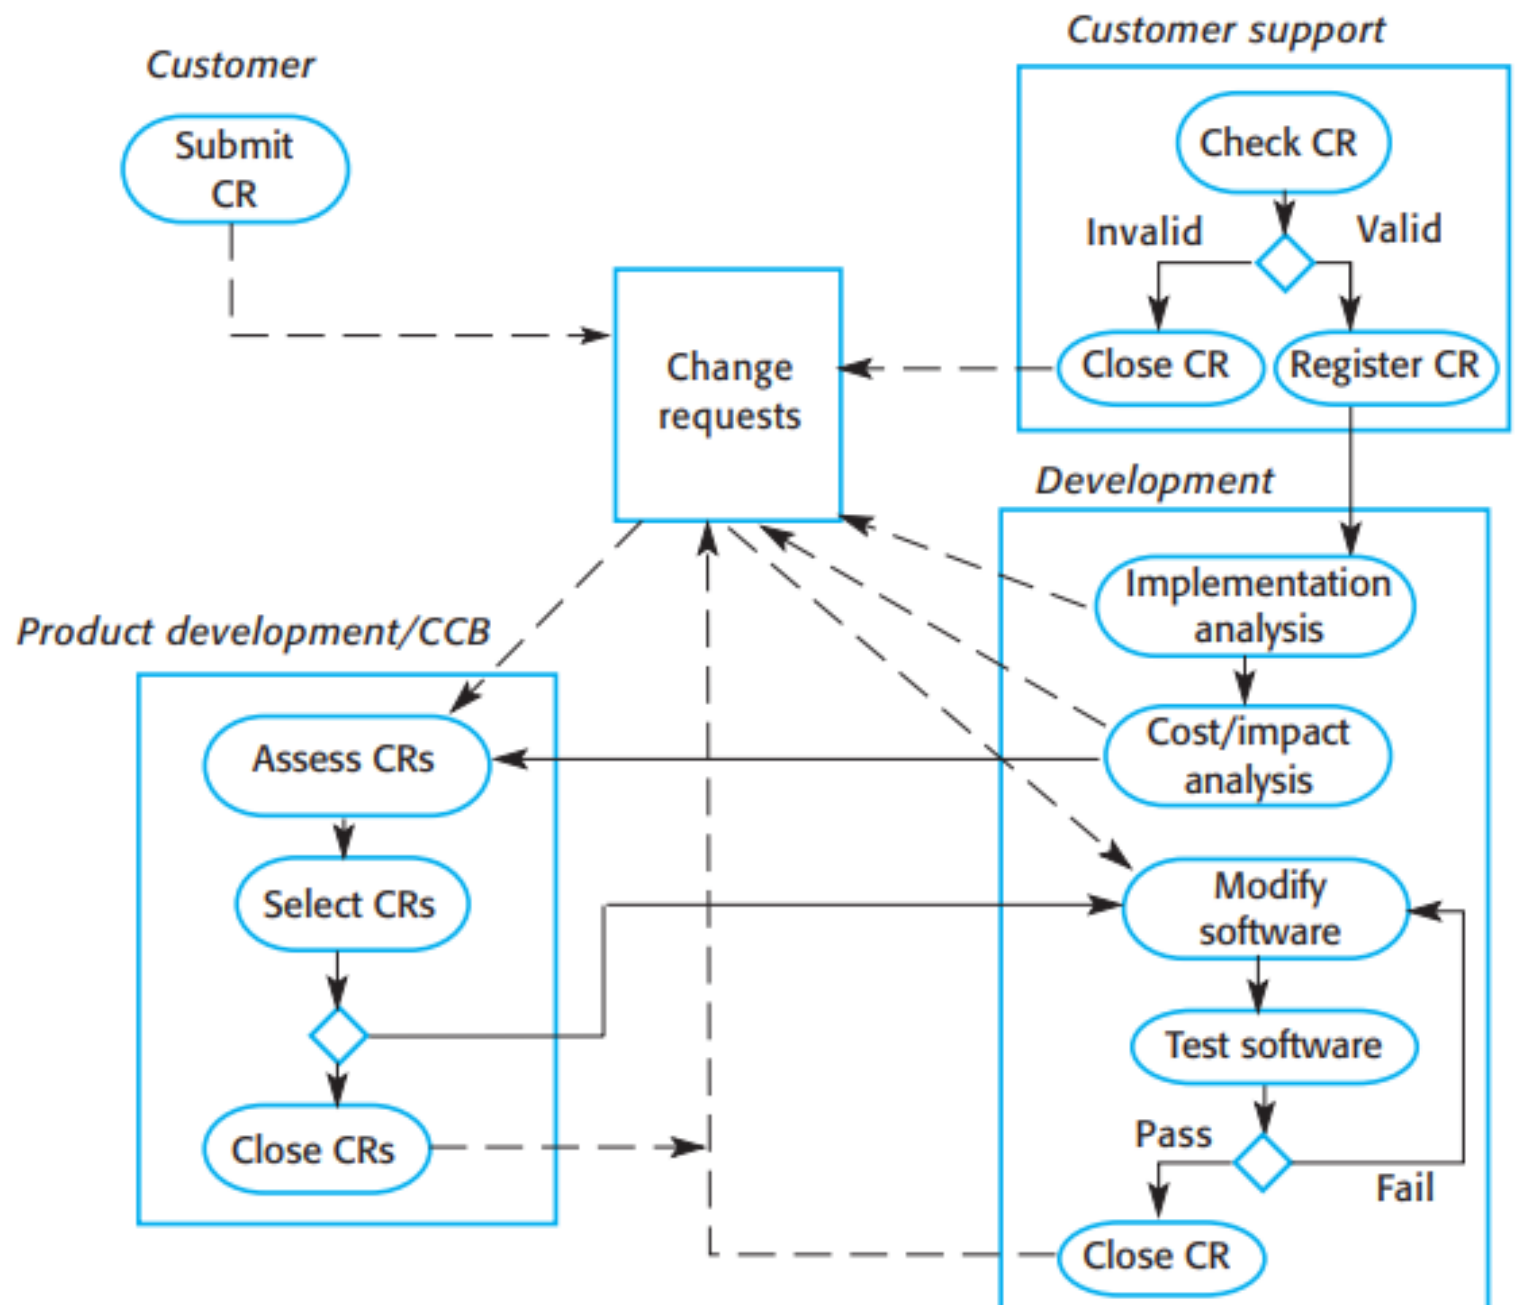 Customer
Submit
CR
Customer support
Check CR
Invalid
Valid
Close CR
Register CR
Change
requests
Development
Implementation
analysis
Cost/impact
analysis
Product development/CCB
Assess CRs
Select CRs
Close CRs
Modify
software
Test software
Pass
Fail
Close CR